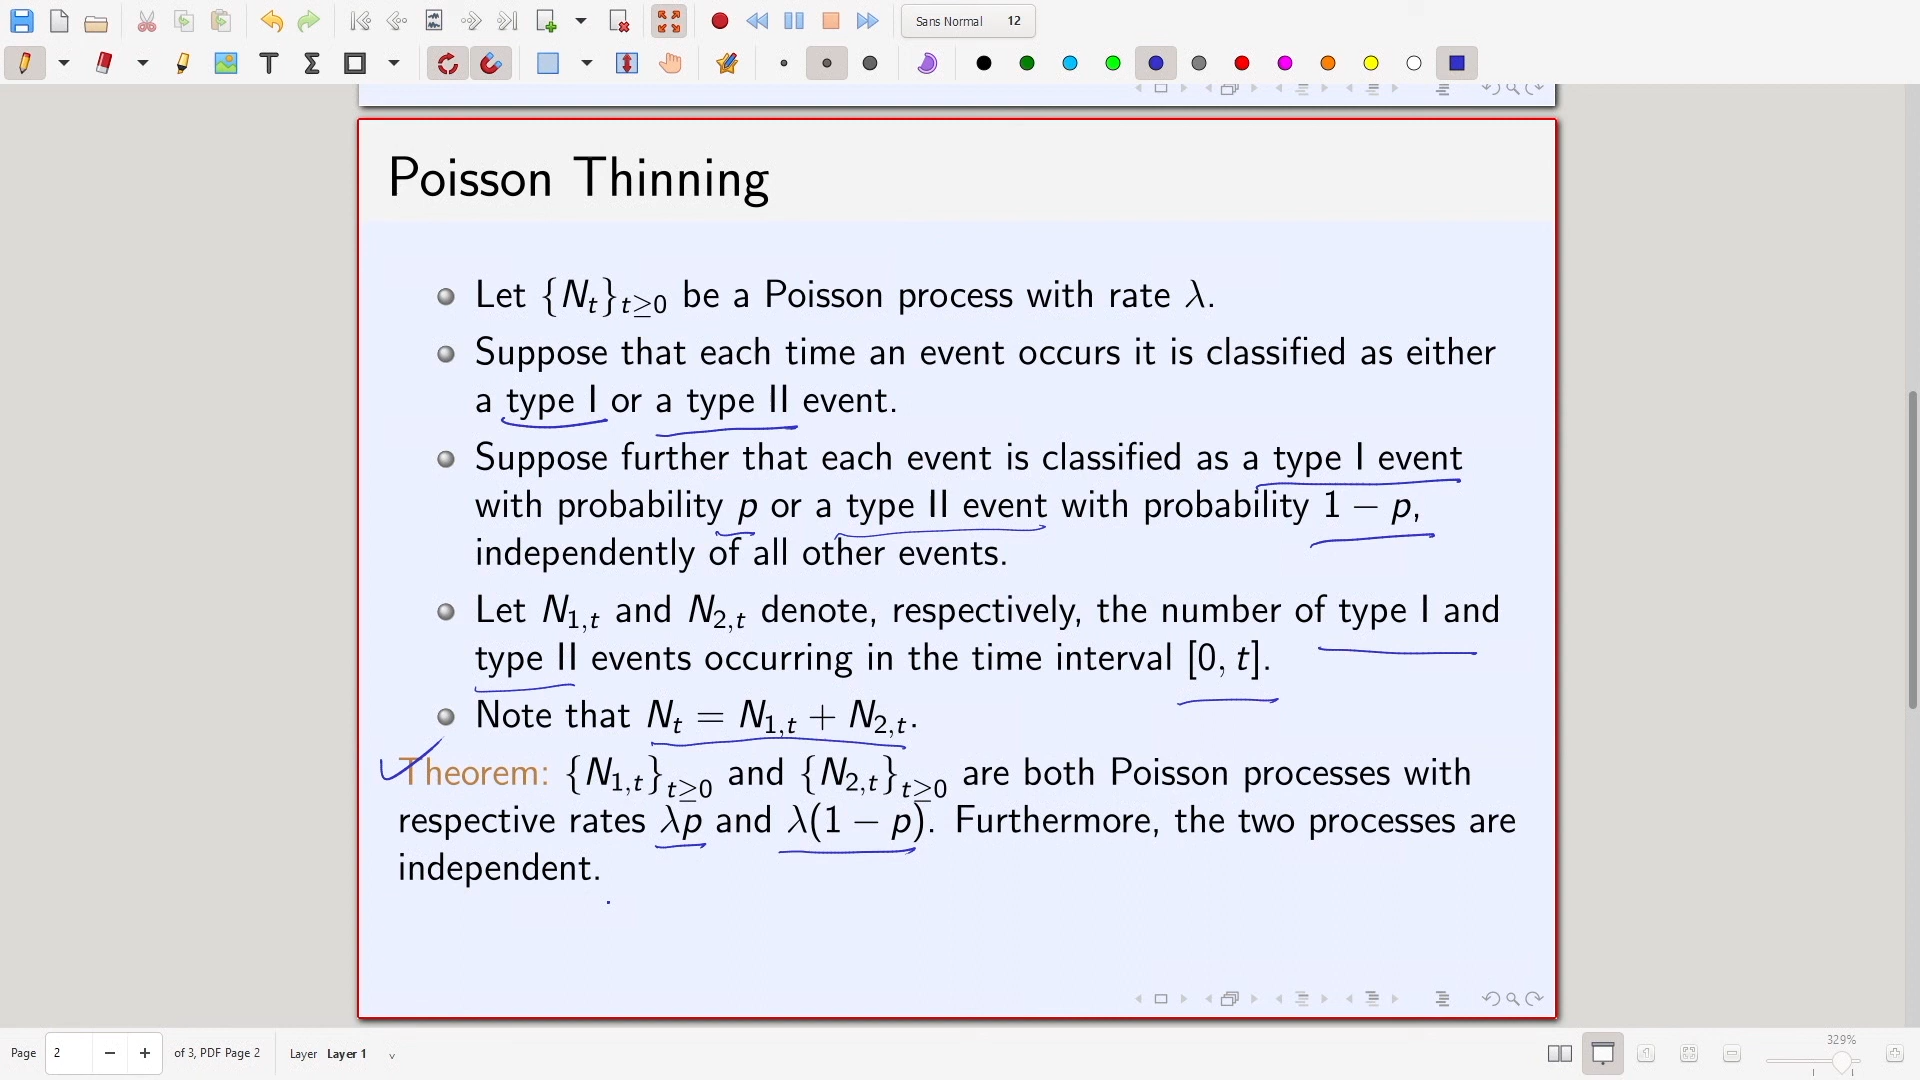 Sans Normal 12
Poisson Thinning
Let {N_t}_{t≥0} be a Poisson process with rate λ.
Suppose that each time an event occurs it is classified as either
a type I or a type II event.
Suppose further that each event is classified as a type I event
with probability p or a type II event with probability 1 − p,
independently of all other events.
Let N_{1,t} and N_{2,t} denote, respectively, the number of type I and
type II events occurring in the time interval [0, t].
Note that N_t = N_{1,t} + N_{2,t}.
Theorem: {N_{1,t}}_{t≥0} and {N_{2,t}}_{t≥0} are both Poisson processes with
respective rates λp and λ(1 − p). Furthermore, the two processes are
independent.
Page 2 − + of 3, PDF Page 2 Layer Layer 1 329%